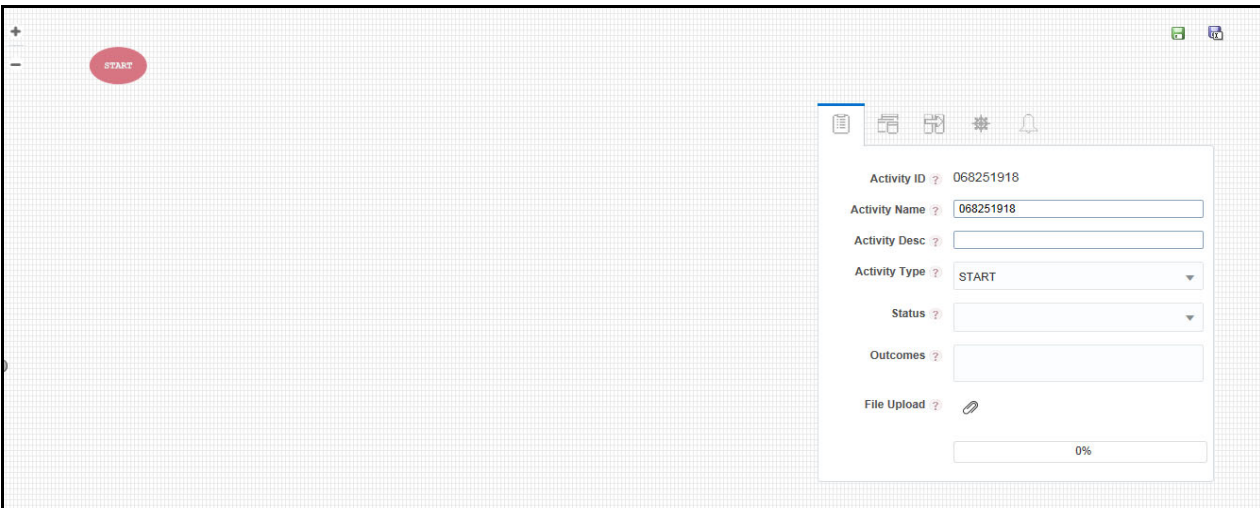 START
Activity ID ? 068251918
Activity Name ? 068251918
Activity Desc ?
Activity Type ? START
Status ?
Outcomes ?
File Upload ?
0%